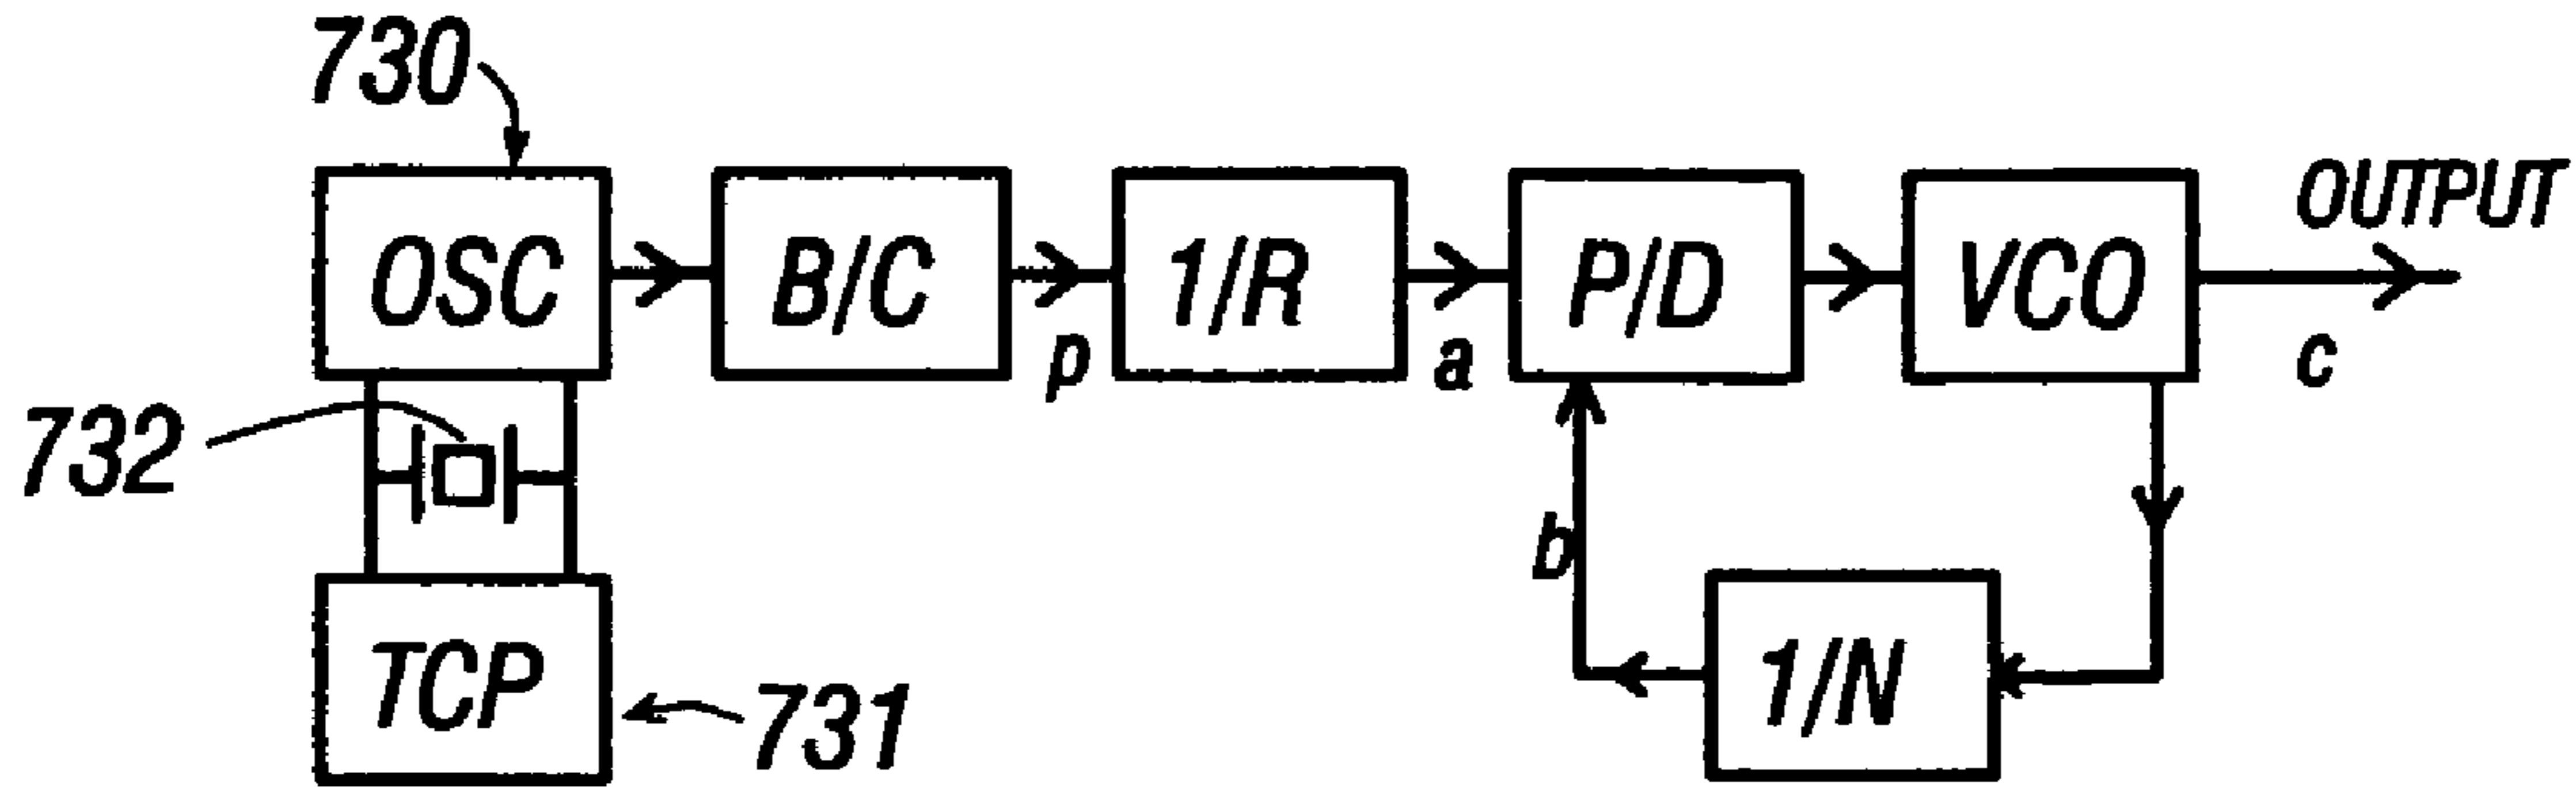 730
OUTPUT
OSC
B/C
1/R
P/D
VCO
p
a
c
732
b
TCP
1/N
731